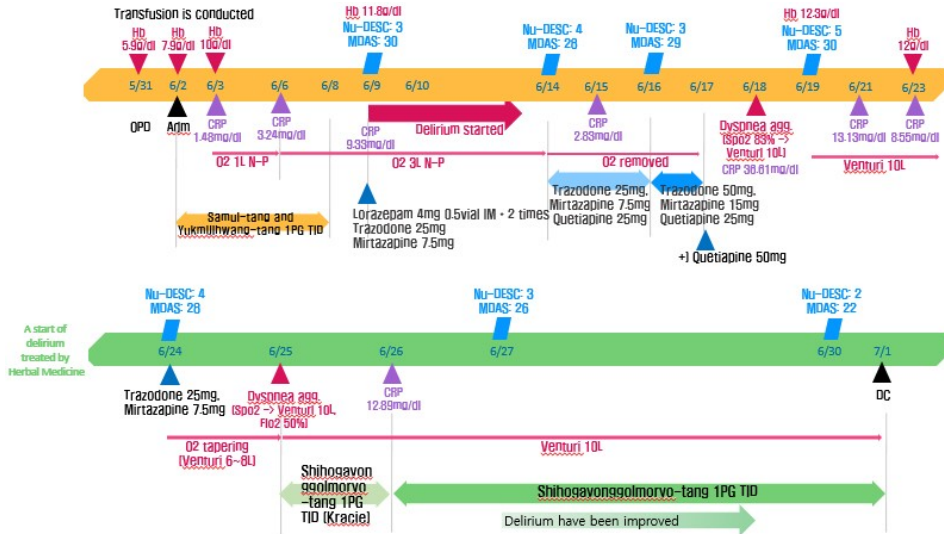 Transfusion is conducted
Hb
5.9g/dl
Hb
7.9g/dl
Hb
10g/dl
Hb 11.8g/dl
Nu-DESC: 3
MDAS: 30
Nu-DESC: 4
MDAS: 28
Nu-DESC: 3
MDAS: 29
Hb 12.3g/dl
Nu-DESC: 5
MDAS: 30
Hb
12g/dl
5/31
6/2
6/3
6/6
6/8
6/9
6/10
6/14
6/15
6/16
6/17
6/18
6/19
6/21
6/23
OPD
Adm
CRP
1.48mg/dl
CRP
3.24mg/dl
CRP
9.33mg/dl
Delirium started
CRP
2.83mg/dl
Dyspnea agg.
[Spo2 83% ->
Venturi 10L]
CRP 36.61mg/dl
CRP
13.13mg/dl
CRP
8.55mg/dl
O2 1L N-P
O2 3L N-P
O2 removed
Venturi 10L
Samul-tang and
Yukmijihwang-tang 1PG TID
Lorazepam 4mg 0.5vial IM * 2 times
Trazodone 25mg
Mirtazapine 7.5mg
Trazodone 25mg,
Mirtazapine 7.5mg
Quetiapine 25mg
Trazodone 50mg,
Mirtazapine 15mg
Quetiapine 25mg
+) Quetiapine 50mg
Nu-DESC: 4
MDAS: 28
Nu-DESC: 3
MDAS: 26
Nu-DESC: 2
MDAS: 22
A start of
delirium
treated by
Herbal Medicine
6/24
6/25
6/26
6/27
6/30
7/1
Trazodone 25mg,
Mirtazapine 7.5mg
Dyspnea agg.
[Spo2 -> Venturi 10L,
FIo2 50%]
CRP
12.89mg/dl
DC
O2 tapering
[Venturi 6~8L]
Venturi 10L
Shihogayon
ggolmoryo
-tang 1PG
TID [Kracie]
Shihogayonggolmoryo-tang 1PG TID
Delirium have been improved